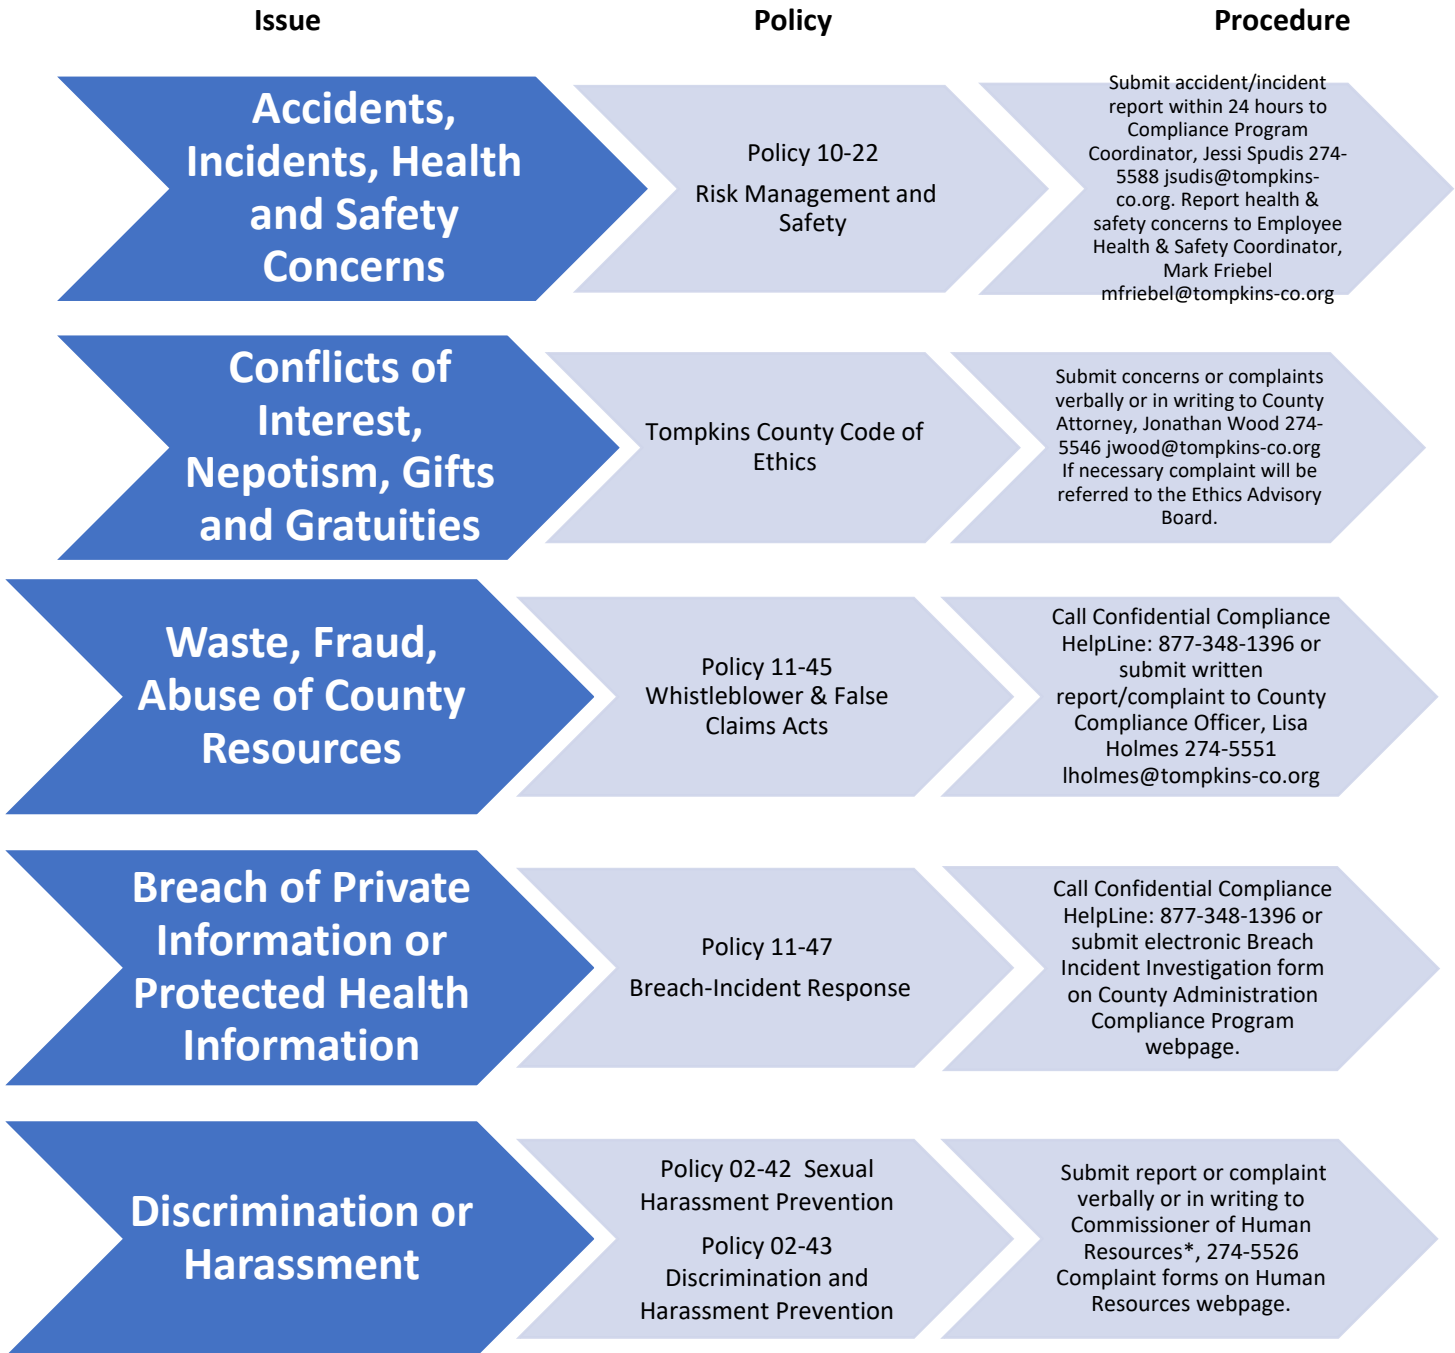 Issue
Policy
Procedure
Accidents,
Incidents, Health
and Safety
Concerns
Policy 10-22
Risk Management and
Safety
Submit accident/incident
report within 24 hours to
Compliance Program
Coordinator, Jessi Spudis 274-
5588 jsudis@tompkins-
co.org. Report health &
safety concerns to Employee
Health & Safety Coordinator,
Mark Friebel
mfriebel@tompkins-co.org
Conflicts of
Interest,
Nepotism, Gifts
and Gratuities
Tompkins County Code of
Ethics
Submit concerns or complaints
verbally or in writing to County
Attorney, Jonathan Wood 274-
5546 jwood@tompkins-co.org
If necessary complaint will be
referred to the Ethics Advisory
Board.
Waste, Fraud,
Abuse of County
Resources
Policy 11-45
Whistleblower & False
Claims Acts
Call Confidential Compliance
HelpLine: 877-348-1396 or
submit written
report/complaint to County
Compliance Officer, Lisa
Holmes 274-5551
lholmes@tompkins-co.org
Breach of Private
Information or
Protected Health
Information
Policy 11-47
Breach-Incident Response
Call Confidential Compliance
HelpLine: 877-348-1396 or
submit electronic Breach
Incident Investigation form
on County Administration
Compliance Program
webpage.
Discrimination or
Harassment
Policy 02-42  Sexual
Harassment Prevention
Policy 02-43
Discrimination and
Harassment Prevention
Submit report or complaint
verbally or in writing to
Commissioner of Human
Resources*, 274-5526
Complaint forms on Human
Resources webpage.